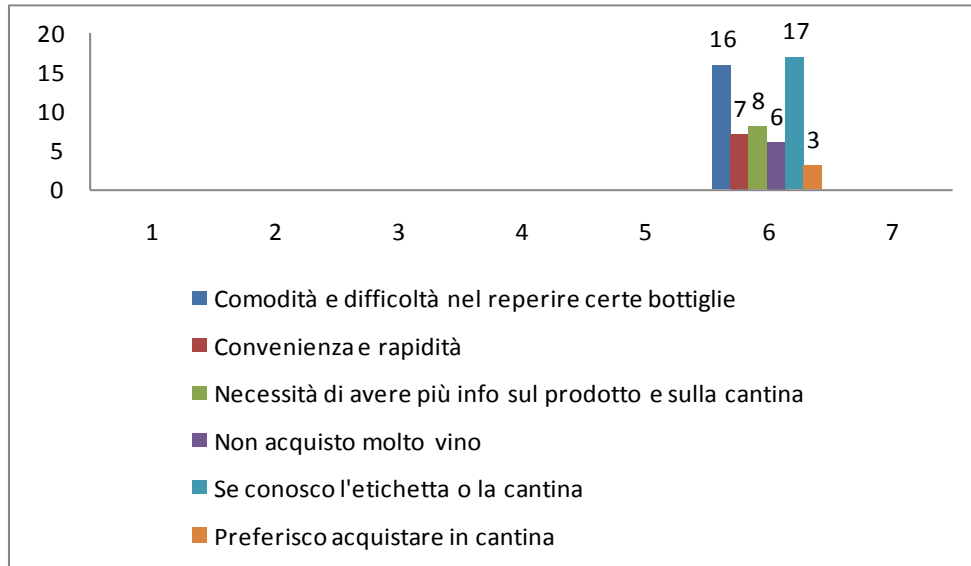 20
15
10
5
0
16
7
8
6
17
3
1 2 3 4 5 6 7
Comodità e difficoltà nel reperire certe bottiglie
Convenienza e rapidità
Necessità di avere più info sul prodotto e sulla cantina
Non acquisto molto vino
Se conosco l'etichetta o la cantina
Preferisco acquistare in cantina